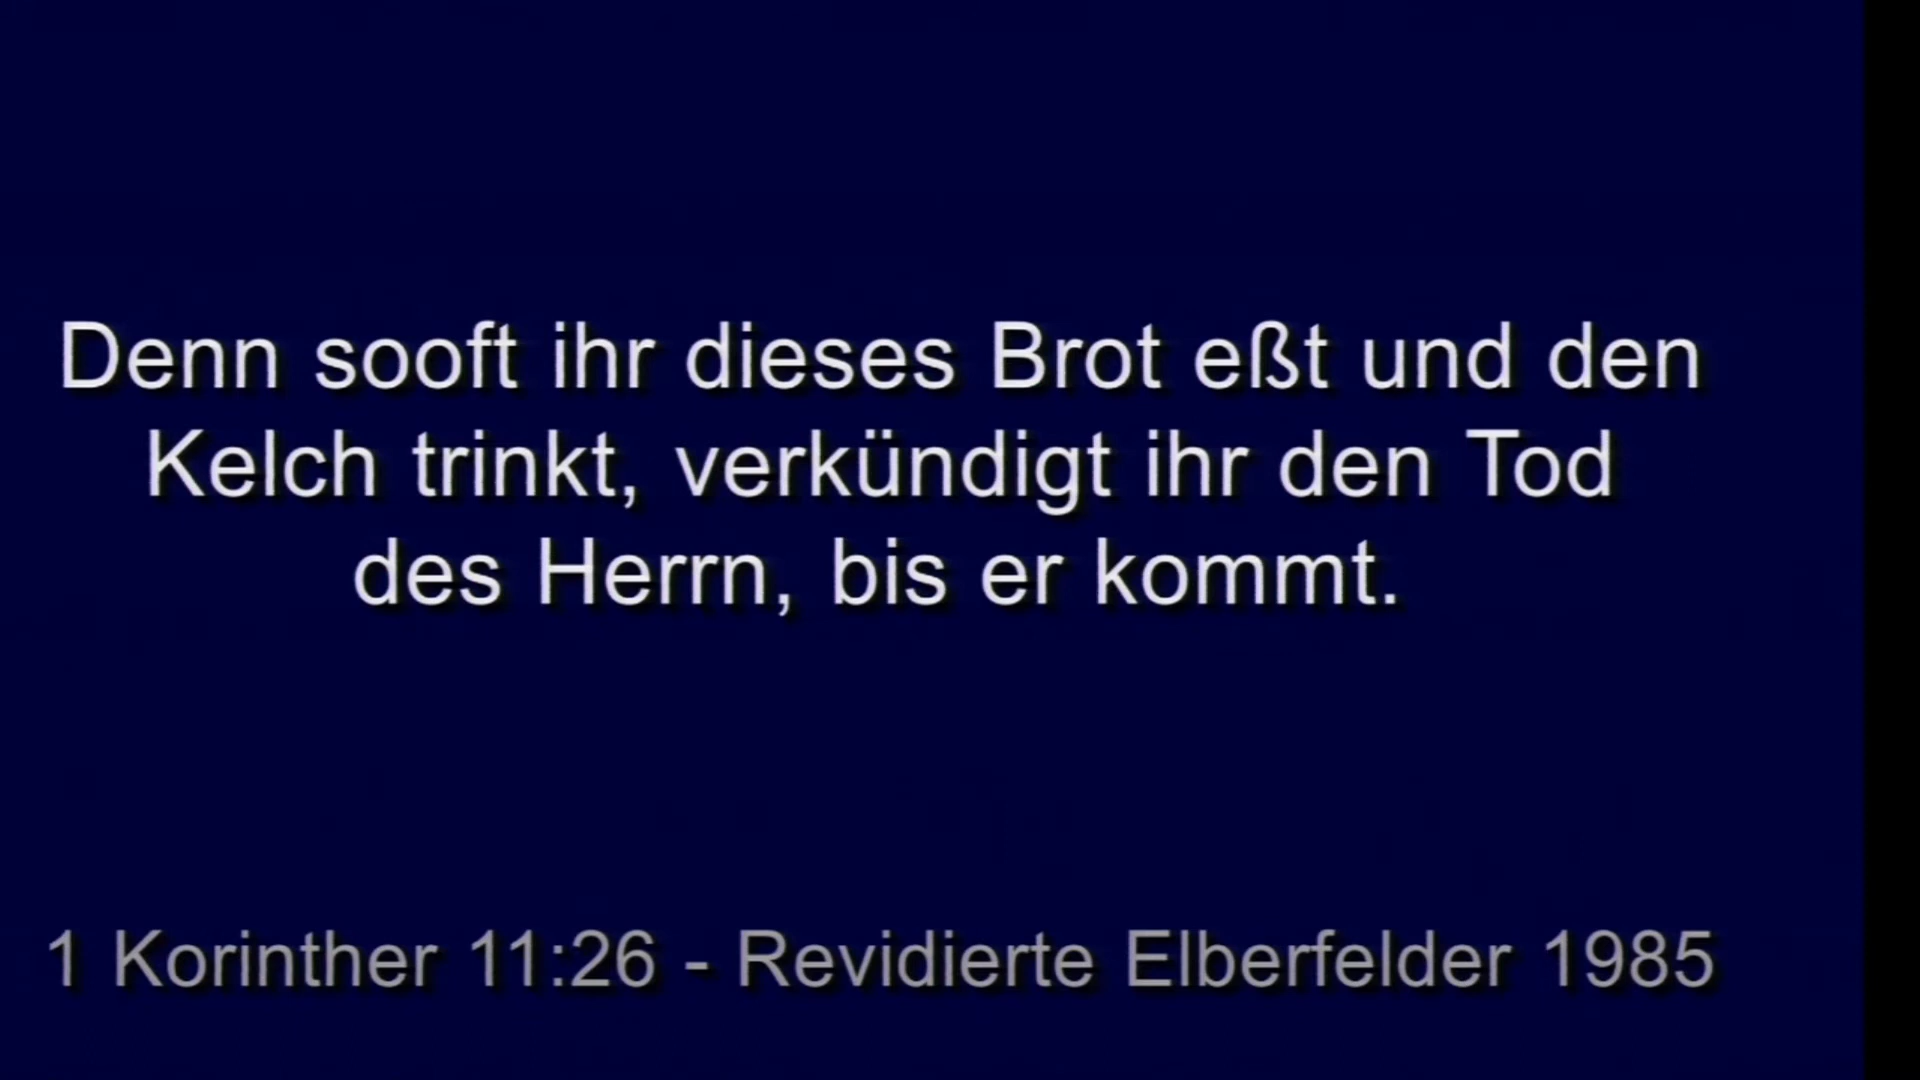 Denn sooft ihr dieses Brot eßt und den
Kelch trinkt, verkündigt ihr den Tod
des Herrn, bis er kommt.
1 Korinther 11:26 - Revidierte Elberfelder 1985